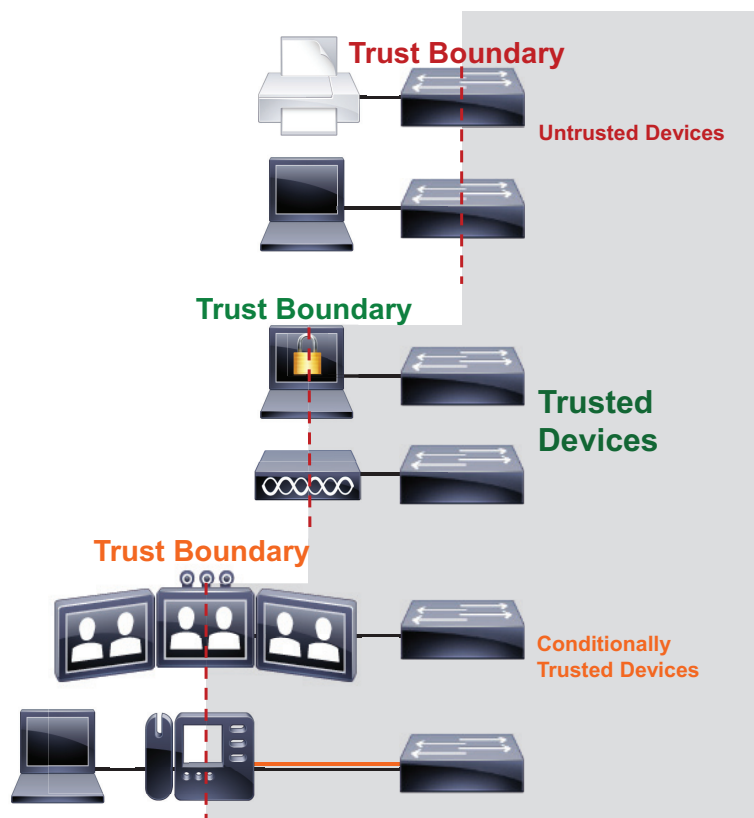 Trust Boundary
Untrusted Devices
Trust Boundary
Trusted
Devices
Trust Boundary
Conditionally
Trusted Devices